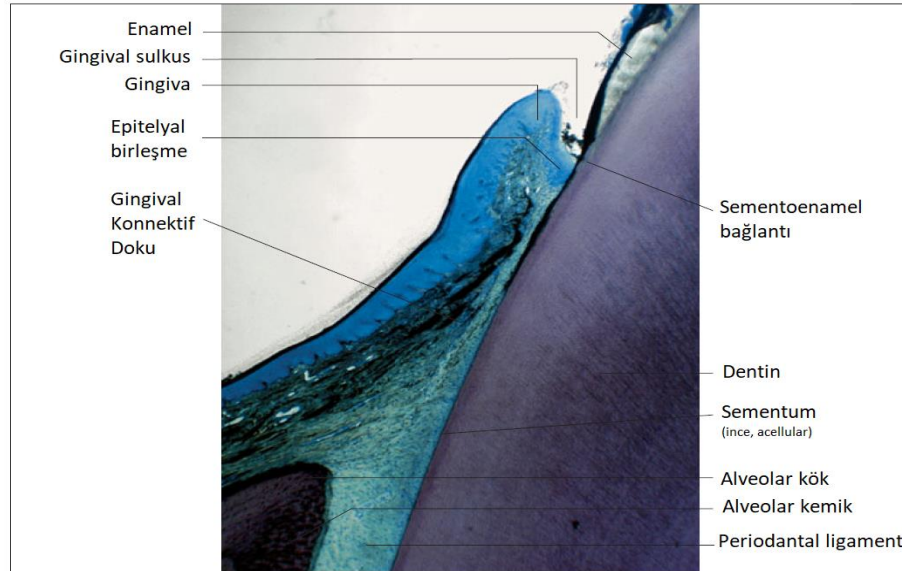 Enamel
Gingival sulkus
Gingiva
Epitelyal
birleşme
Gingival
Konnektif
Doku
Sementoenamel
bağlantı
Dentin
Sementum
(ince, acellular)
Alveolar kök
Alveolar kemik
Periodantal ligament